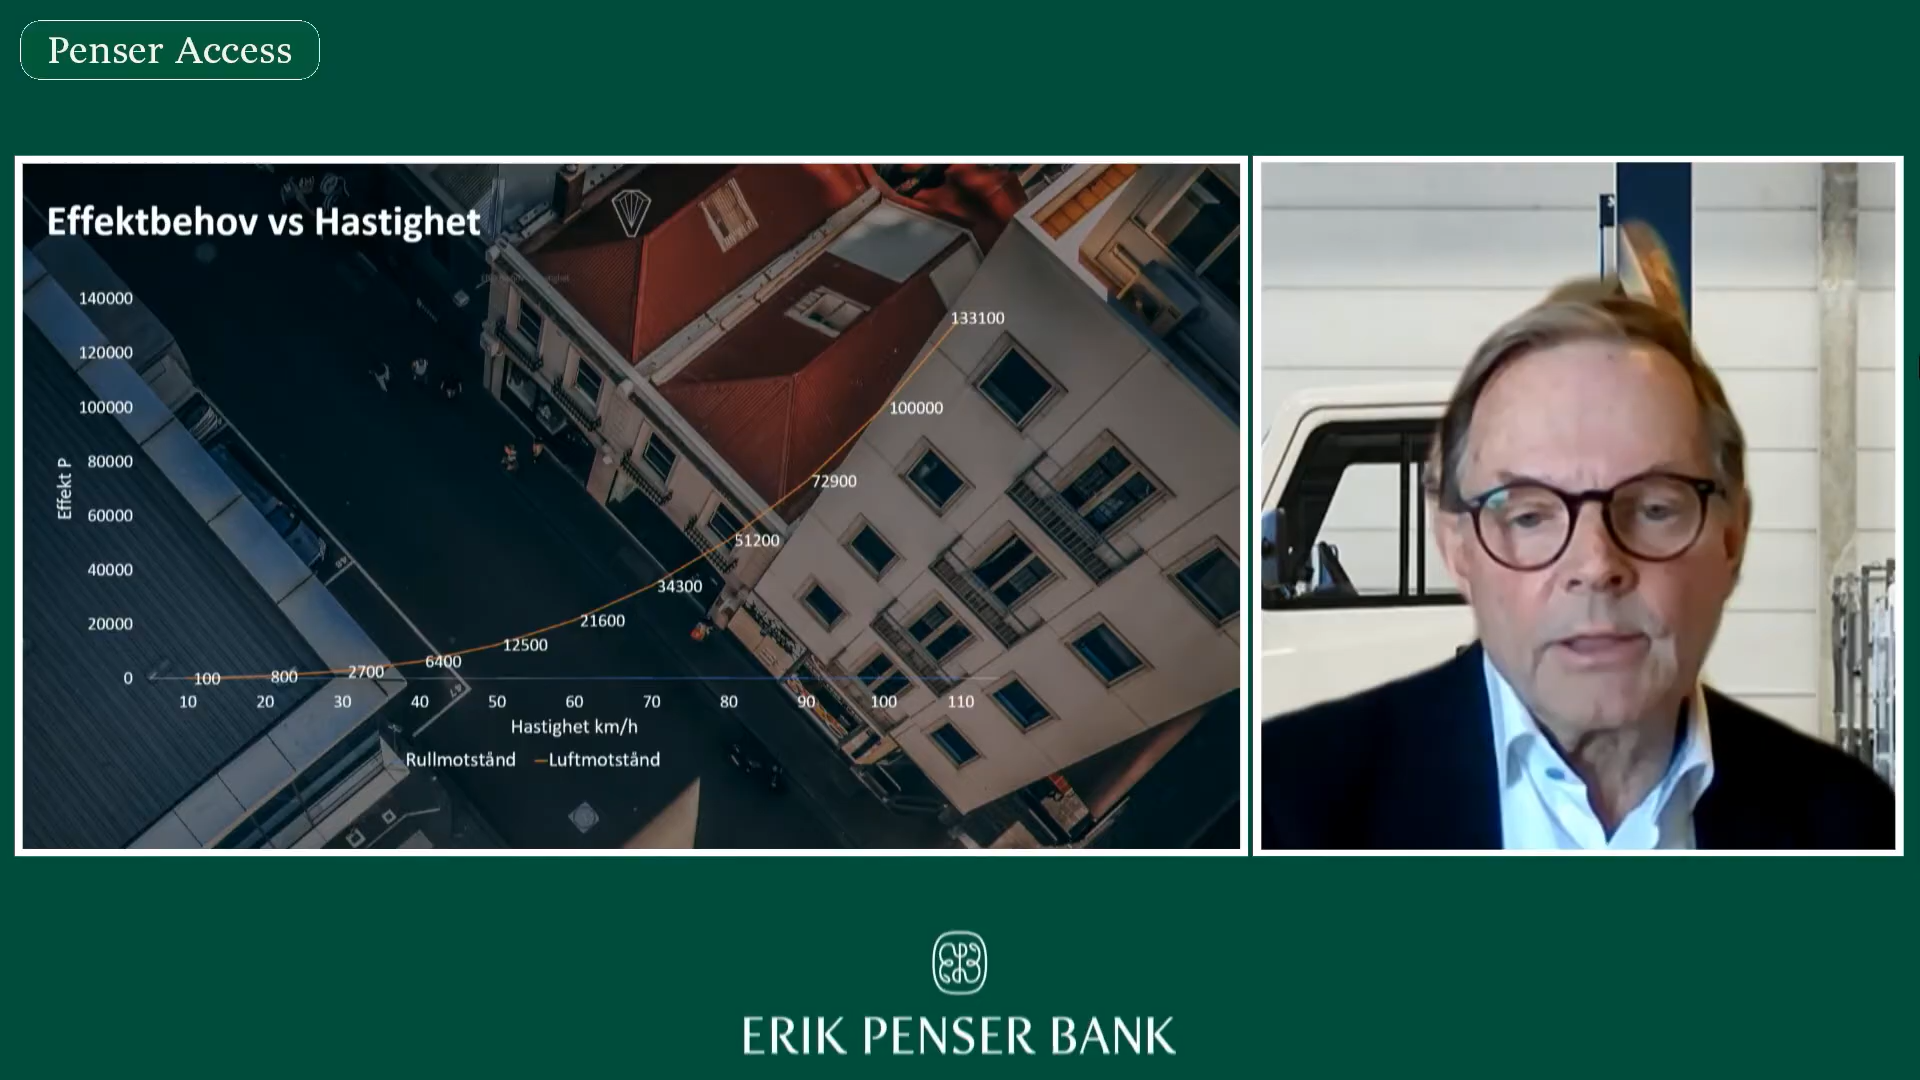 Penser Access
Effektbehov vs Hastighet
140000
120000
100000
80000
60000
40000
20000
0
Effekt P
100
800
2700
6400
12500
21600
34300
51200
72900
100000
133100
10 20 30 40 50 60 70 80 90 100 110
Hastighet km/h
Rullmotstånd Luftmotstånd
ERIK PENSER BANK